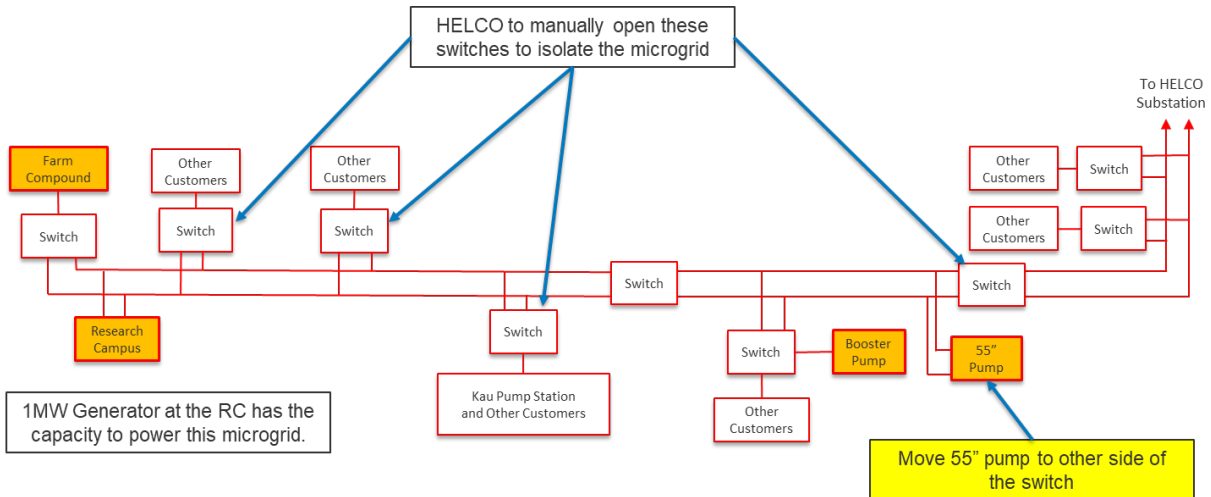 HELCO to manually open these
switches to isolate the microgrid
To HELCO
Substation
Farm
Compound
Other
Customers
Other
Customers
Other
Customers
Switch
Switch
Switch
Switch
Other
Customers
Switch
Switch
Switch
Research
Campus
Switch
Switch
Booster
Pump
55”
Pump
1MW Generator at the RC has the
capacity to power this microgrid.
Kau Pump Station
and Other Customers
Other
Customers
Move 55” pump to other side of
the switch